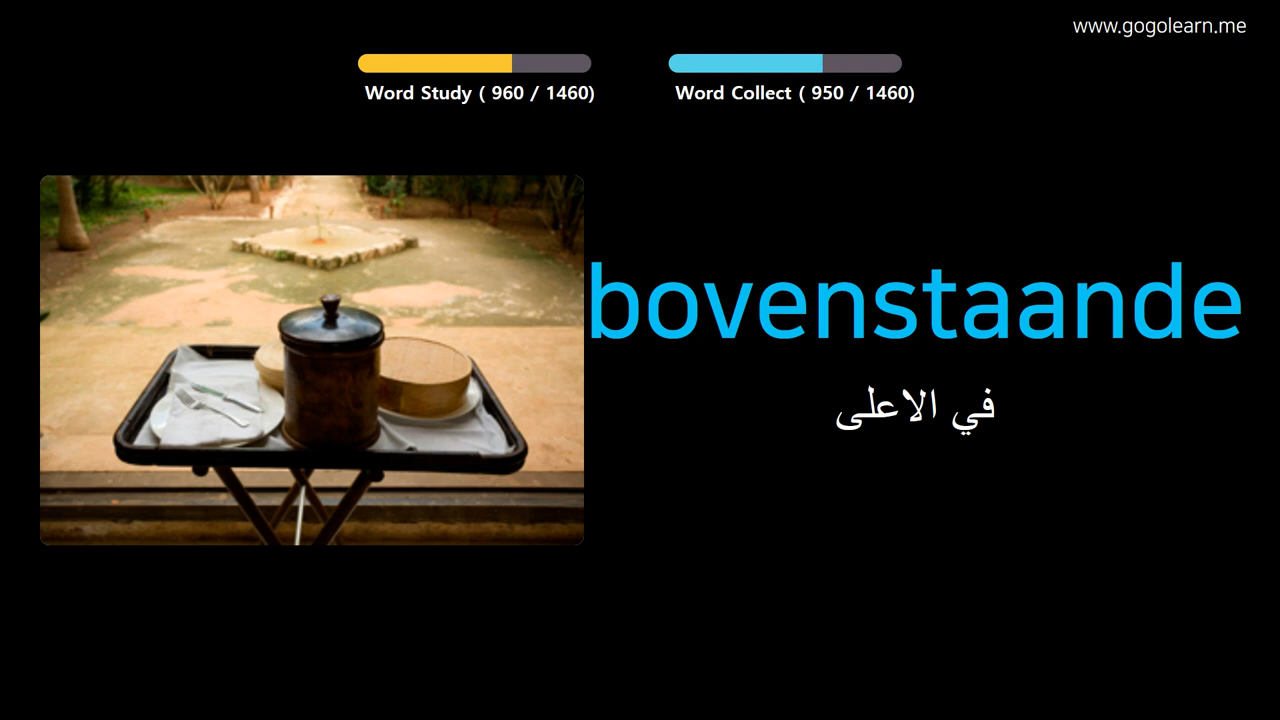 www.gogolearn.me
Word Study ( 960 / 1460)
Word Collect ( 950 / 1460)
bovenstaande
في الاعلى